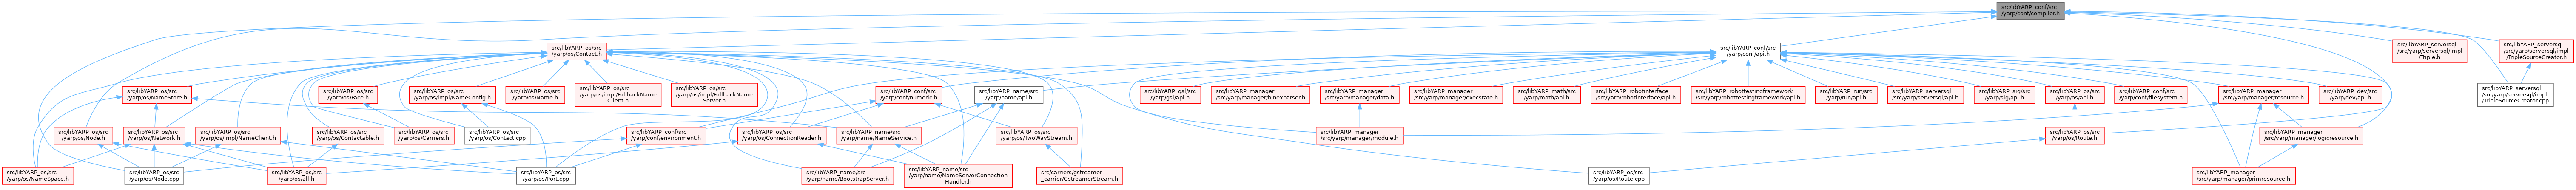 src/libYARP_conf/src
/yarp/conf/compiler.h
src/libYARP_os/src
/yarp/os/Contact.h
src/libYARP_conf/src
/yarp/conf/api.h
src/libYARP_serversql
/src/yarp/serversql/impl
/Triple.h
src/libYARP_serversql
/src/yarp/serversql/impl
/TripleSourceCreator.h
src/libYARP_os/src
/yarp/os/NameStore.h
src/libYARP_os/src
/yarp/os/Face.h
src/libYARP_os/src
/yarp/os/impl/NameConfig.h
src/libYARP_os/src
/yarp/os/Name.h
src/libYARP_os/src
/yarp/os/impl/FallbackName
Client.h
src/libYARP_os/src
/yarp/os/impl/FallbackName
Server.h
src/libYARP_conf/src
/yarp/conf/numeric.h
src/libYARP_name/src
/yarp/name/api.h
src/libYARP_gsl/src
/yarp/gsl/api.h
src/libYARP_manager
/src/yarp/manager/binexparser.h
src/libYARP_manager
/src/yarp/manager/data.h
src/libYARP_manager
/src/yarp/manager/execstate.h
src/libYARP_math/src
/yarp/math/api.h
src/libYARP_robotinterface
/src/yarp/robotinterface/api.h
src/libYARP_robottestingframework
/src/yarp/robottestingframework/api.h
src/libYARP_run/src
/yarp/run/api.h
src/libYARP_serversql
/src/yarp/serversql/api.h
src/libYARP_sig/src
/yarp/sig/api.h
src/libYARP_os/src
/yarp/os/api.h
src/libYARP_conf/src
/yarp/conf/filesystem.h
src/libYARP_manager
/src/yarp/manager/resource.h
src/libYARP_dev/src
/yarp/dev/api.h
src/libYARP_serversql
/src/yarp/serversql/impl
/TripleSourceCreator.cpp
src/libYARP_os/src
/yarp/os/Node.h
src/libYARP_os/src
/yarp/os/Network.h
src/libYARP_os/src
/yarp/os/impl/NameClient.h
src/libYARP_os/src
/yarp/os/Contactable.h
src/libYARP_os/src
/yarp/os/Carriers.h
src/libYARP_os/src
/yarp/os/Contact.cpp
src/libYARP_conf/src
/yarp/conf/environment.h
src/libYARP_os/src
/yarp/os/ConnectionReader.h
src/libYARP_name/src
/yarp/name/NameService.h
src/libYARP_os/src
/yarp/os/TwoWayStream.h
src/libYARP_manager
/src/yarp/manager/module.h
src/libYARP_os/src
/yarp/os/Route.h
src/libYARP_manager
/src/yarp/manager/logicresource.h
src/libYARP_os/src
/yarp/os/NameSpace.h
src/libYARP_os/src
/yarp/os/Node.cpp
src/libYARP_os/src
/yarp/os/all.h
src/libYARP_os/src
/yarp/os/Port.cpp
src/libYARP_name/src
/yarp/name/BootstrapServer.h
src/libYARP_name/src
/yarp/name/NameServerConnection
Handler.h
src/carriers/gstreamer
_carrier/GstreamerStream.h
src/libYARP_os/src
/yarp/os/Route.cpp
src/libYARP_manager
/src/yarp/manager/primresource.h